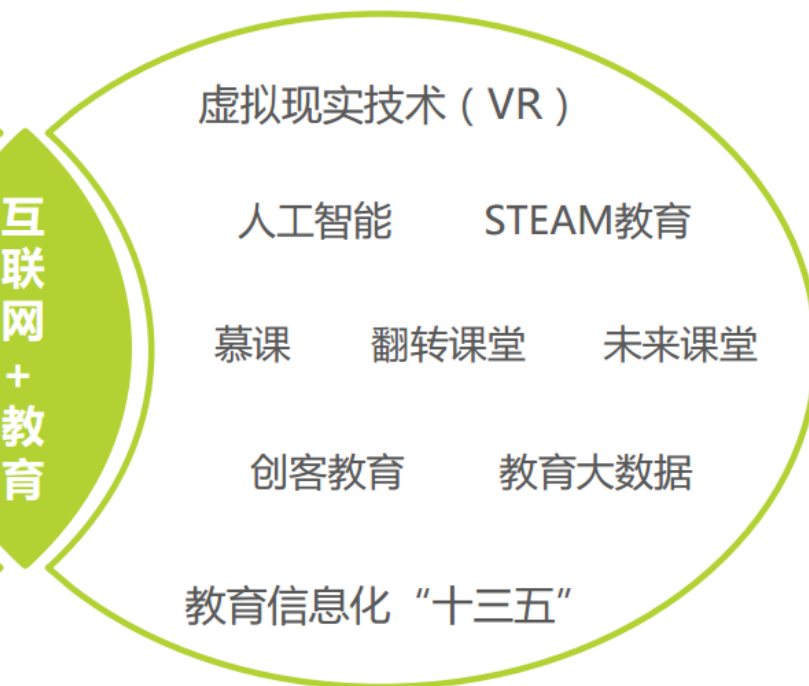 互联网+教育
虚拟现实技术（VR）
人工智能 STEAM教育
慕课 翻转课堂 未来课堂
创客教育 教育大数据
教育信息化“十三五”